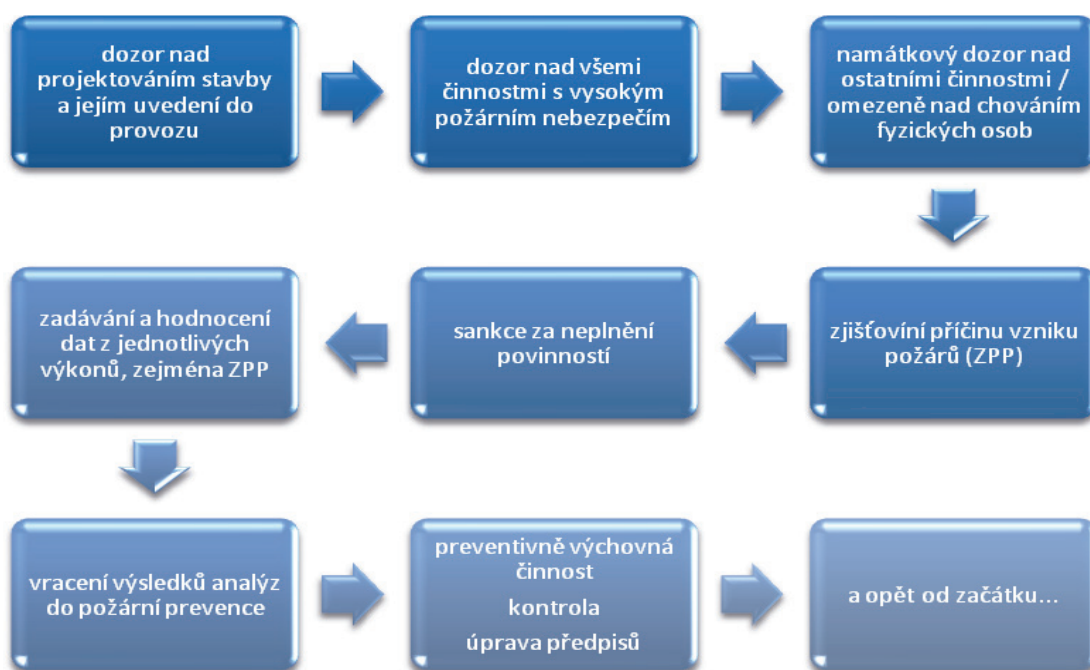 dozor nad
projektováním stavby
a jejím uvedení do
provozu
dozor nad všemi
činnostmi s vysokým
požárním nebezpečím
namátkový dozor nad
ostatními činnostmi /
omezeně nad chováním
fyzických osob
zjišťovíní příčinu vzniku
požárů (ZPP)
sankce za neplnění
povinností
zadávání a hodnocení
dat z jednotlivých
výkonů, zejména ZPP
vracení výsledků analýz
do požární prevence
preventivně výchovná
činnost
kontrola
úprava předpisů
a opět od začátku...